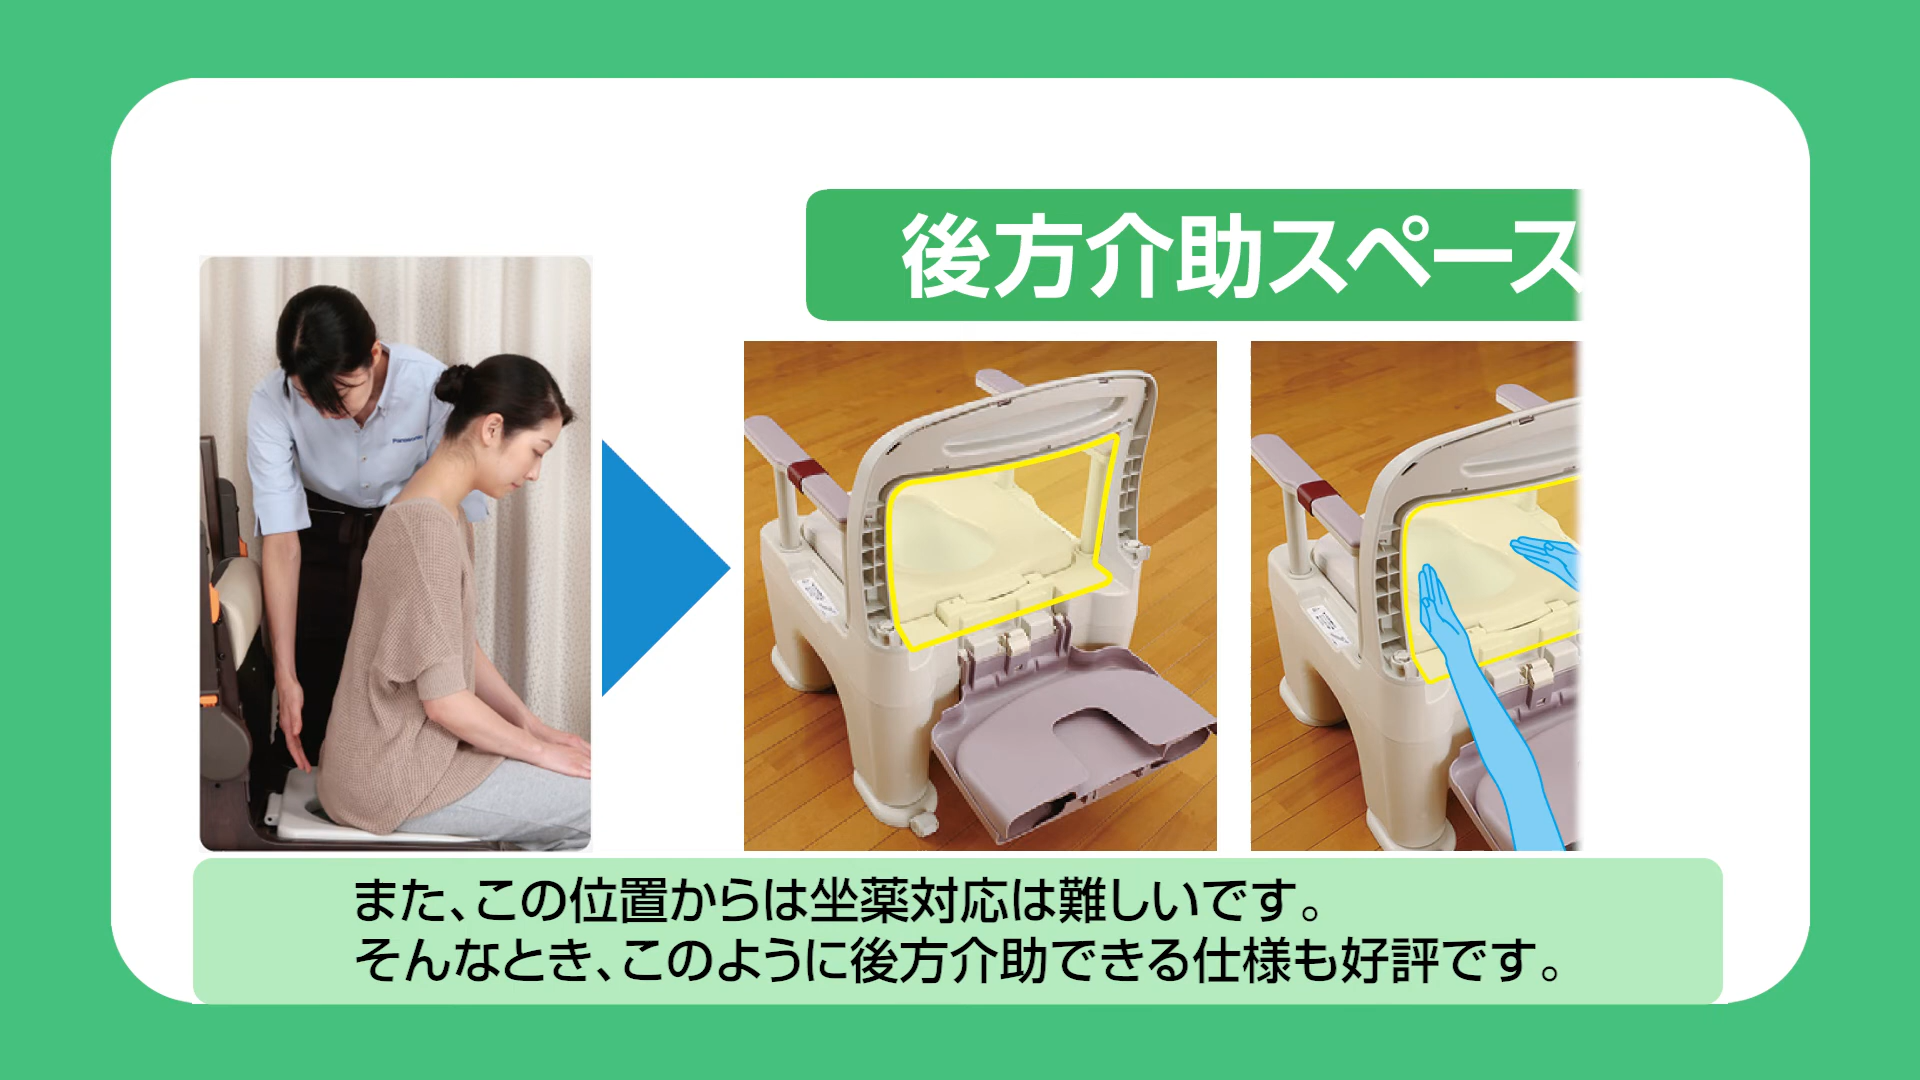 後方介助スペース
Panasonic
また、この位置からは坐薬対応は難しいです。
そんなとき、このように後方介助できる仕様も好評です。